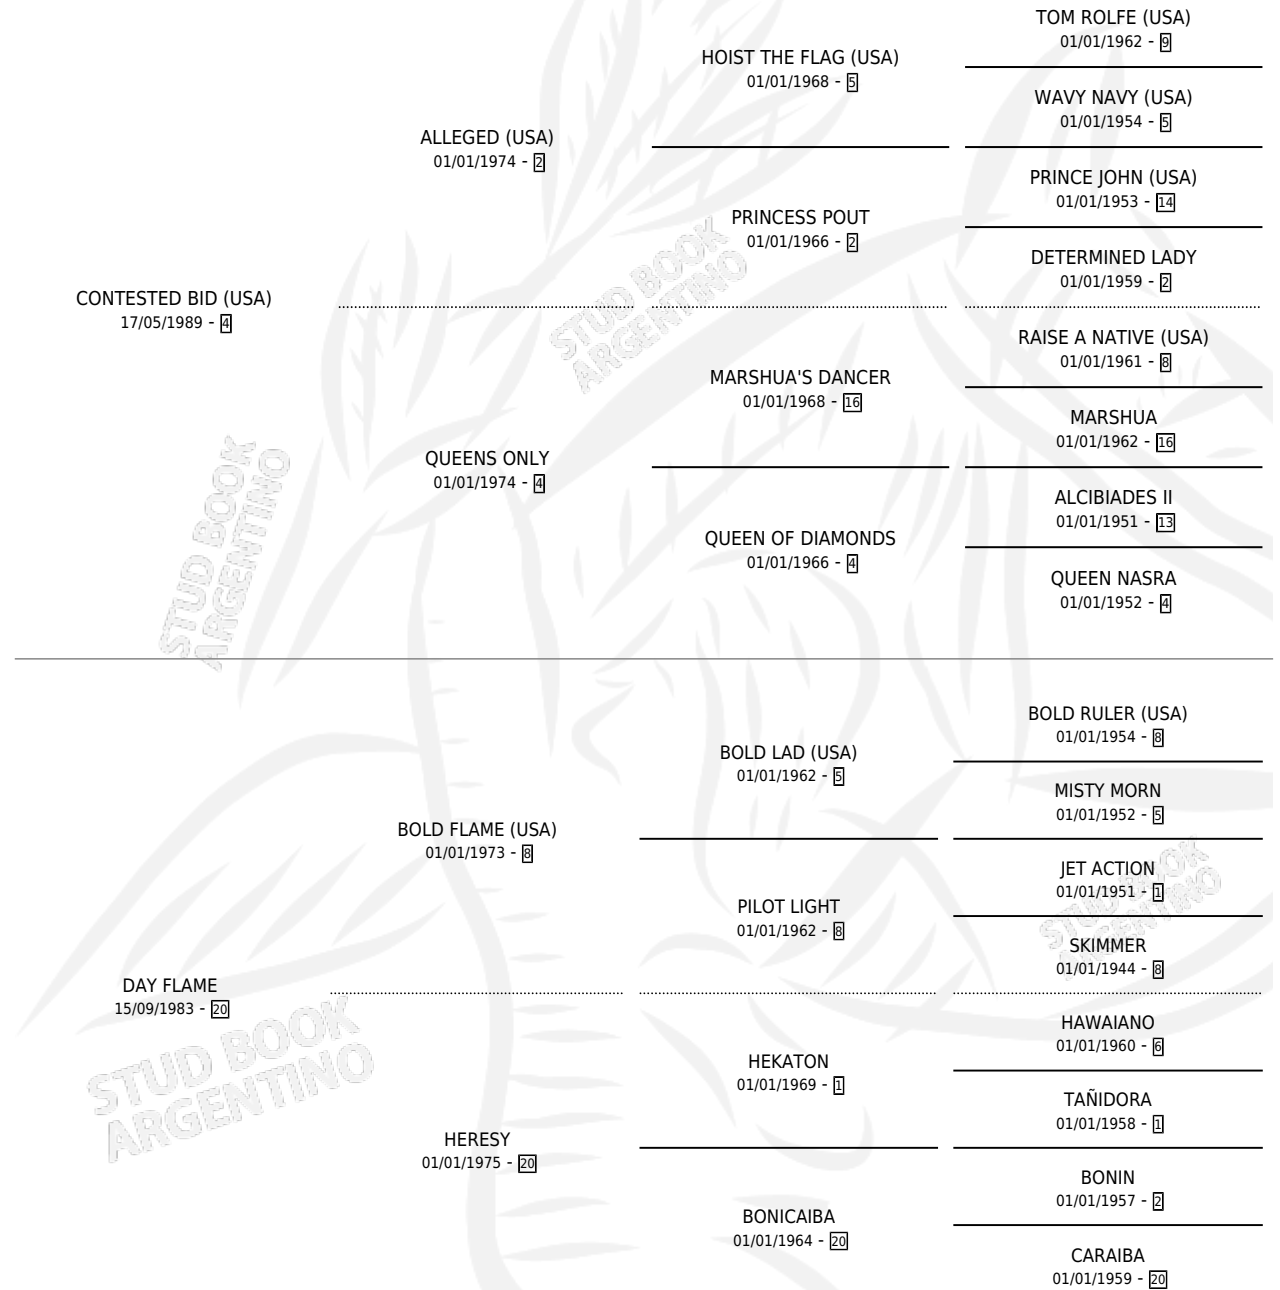 TOM ROLFE (USA)
01/01/1962 - 9
HOIST THE FLAG (USA)
01/01/1968 - 5
WAVY NAVY (USA)
01/01/1954 - 5
ALLEGED (USA)
01/01/1974 - 2
PRINCE JOHN (USA)
01/01/1953 - 14
PRINCESS POUT
01/01/1966 - 2
DETERMINED LADY
01/01/1959 - 2
CONTESTED BID (USA)
17/05/1989 - 4
RAISE A NATIVE (USA)
01/01/1961 - 8
MARSHUA'S DANCER
01/01/1968 - 16
MARSHUA
01/01/1962 - 16
QUEENS ONLY
01/01/1974 - 4
ALCIBIADES II
01/01/1951 - 13
QUEEN OF DIAMONDS
01/01/1966 - 4
QUEEN NASRA
01/01/1952 - 4
BOLD RULER (USA)
01/01/1954 - 8
BOLD LAD (USA)
01/01/1962 - 5
MISTY MORN
01/01/1952 - 5
BOLD FLAME (USA)
01/01/1973 - 8
JET ACTION
01/01/1951 - 1
PILOT LIGHT
01/01/1962 - 8
SKIMMER
01/01/1944 - 8
DAY FLAME
15/09/1983 - 20
HAWAIANO
01/01/1960 - 6
HEKATON
01/01/1969 - 1
TAÑIDORA
01/01/1958 - 1
HERESY
01/01/1975 - 20
BONIN
01/01/1957 - 2
BONICAIBA
01/01/1964 - 20
CARAIBA
01/01/1959 - 20
STUD BOOK
ARGENTINO
STUD BOOK
ARGENTINO
STUD BOOK
ARGENTINO
STUD BOOK
ARGENTINO